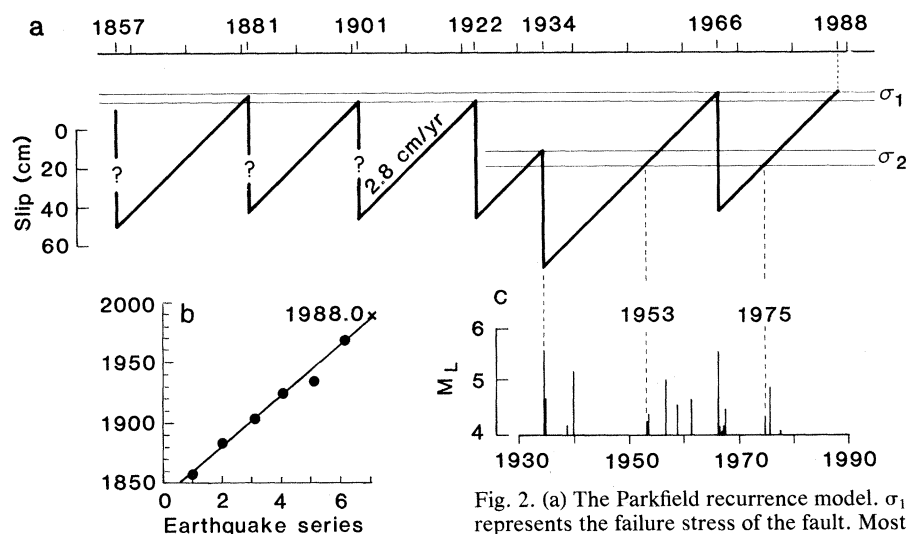 a
1857 1881 1901 1922 1934 1966 1988
σ1
0
20
40
60
Slip (cm)
?
?
?
2.8 cm/yr
σ2
b
2000
1950
1900
1850
1988.0×
0 2 4 6
Earthquake series
c
1953 1975
6
5
4
ML
1930 1950 1970 1990
Fig. 2. (a) The Parkfield recurrence model. σ1
represents the failure stress of the fault. Most